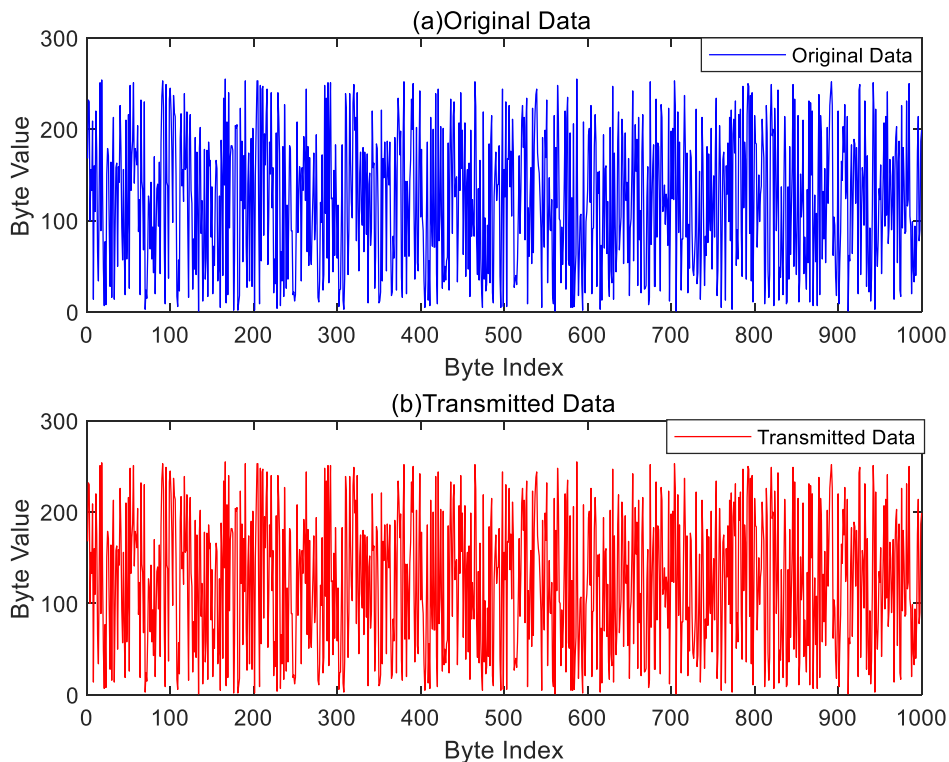 (a)Original Data
300
Original Data
200
Byte Value
100
0
0 100 200 300 400 500 600 700 800 900 1000
Byte Index
(b)Transmitted Data
300
Transmitted Data
200
Byte Value
100
0
0 100 200 300 400 500 600 700 800 900 1000
Byte Index